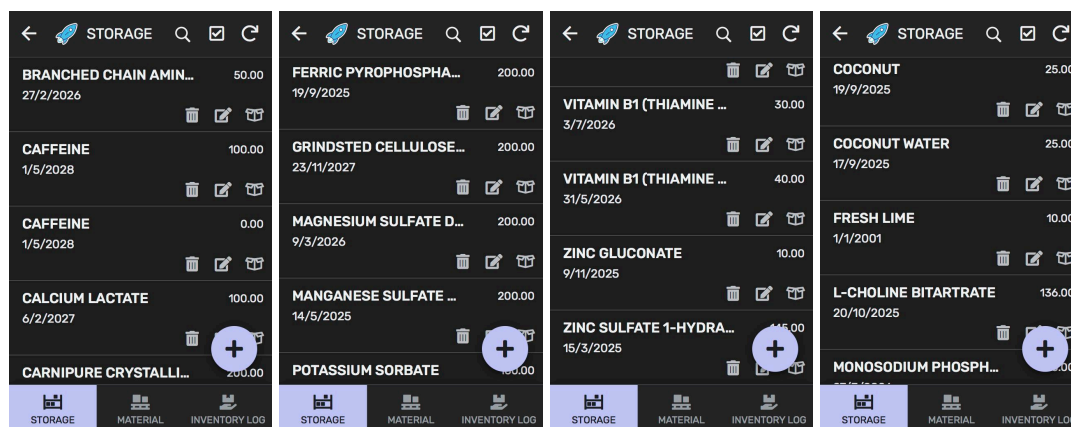 STORAGE
BRANCHED CHAIN AMIN... 50.00
27/2/2026
CAFFEINE 100.00
1/5/2028
CAFFEINE 0.00
1/5/2028
CALCIUM LACTATE 100.00
6/2/2027
CARNIPURE CRYSTALLI... 200.00
STORAGE MATERIAL INVENTORY LOG
STORAGE
FERRIC PYROPHOSPHA... 200.00
19/9/2025
GRINDSTED CELLULOSE... 200.00
23/11/2027
MAGNESIUM SULFATE D... 200.00
9/3/2026
MANGANESE SULFATE ... 200.00
14/5/2025
POTASSIUM SORBATE
STORAGE MATERIAL INVENTORY LOG
STORAGE
VITAMIN B1 (THIAMINE ... 30.00
3/7/2026
VITAMIN B1 (THIAMINE ... 40.00
31/5/2026
ZINC GLUCONATE 10.00
9/11/2025
ZINC SULFATE 1-HYDRA...
15/3/2025
STORAGE MATERIAL INVENTORY LOG
STORAGE
COCONUT 25.00
19/9/2025
COCONUT WATER 25.00
17/9/2025
FRESH LIME 10.00
1/1/2001
L-CHOLINE BITARTRATE 136.00
20/10/2025
MONOSODIUM PHOSPH...
STORAGE MATERIAL INVENTORY LOG